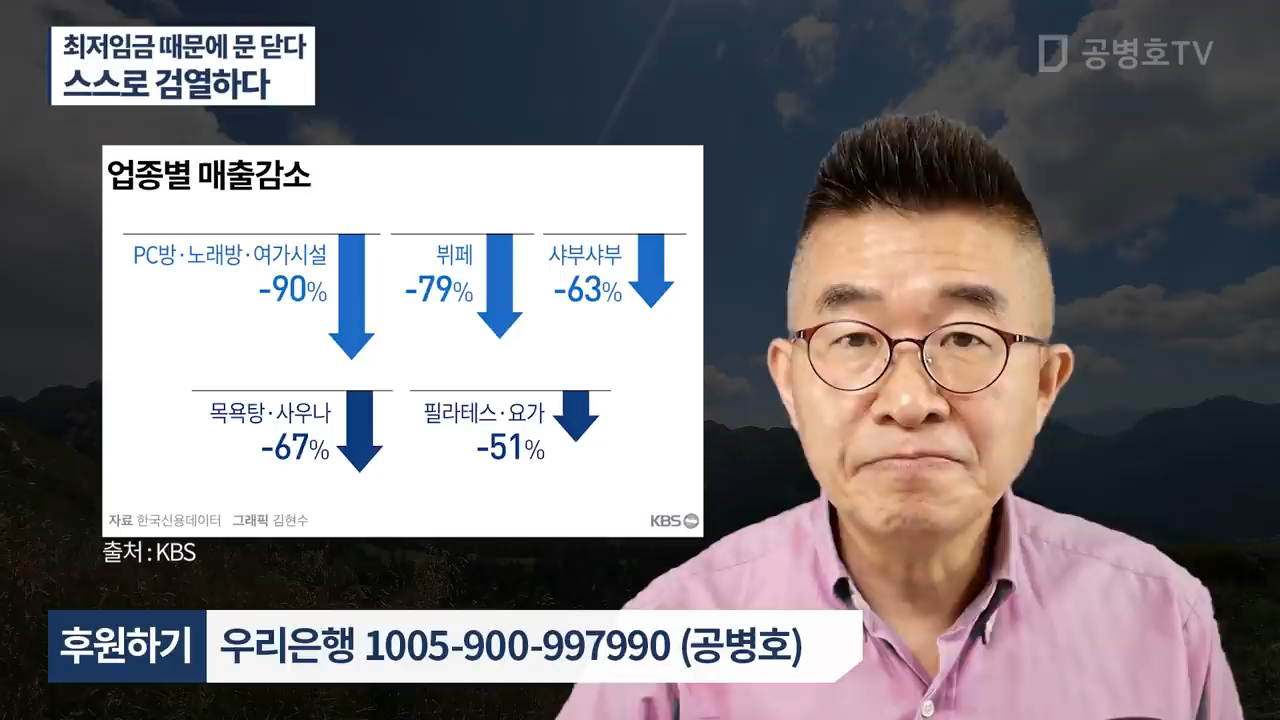 최저임금 때문에 문 닫다
스스로 검열하다
공병호TV
업종별 매출감소
PC방·노래방·여가시설
-90%
뷔페
-79%
샤부샤부
-63%
목욕탕·사우나
-67%
필라테스·요가
-51%
자료 한국신용데이터 그래픽 김현수
KBS
출처 : KBS
후원하기 우리은행 1005-900-997990 (공병호)